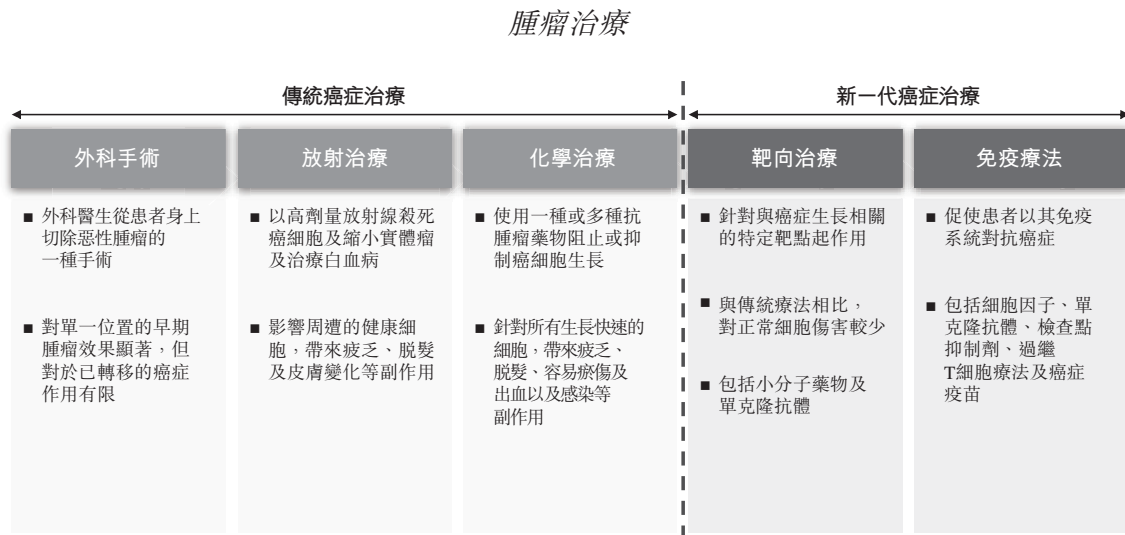 腫瘤治療
傳統癌症治療
新一代癌症治療
外科手術
■ 外科醫生從患者身上
切除惡性腫瘤的
一種手術
■ 對單一位置的早期
腫瘤效果顯著，但
對於已轉移的癌症
作用有限
放射治療
■ 以高劑量放射線殺死
癌細胞及縮小實體瘤
及治療白血病
■ 影響周遭的健康細
胞，帶來疲乏、脫髮
及皮膚變化等副作用
化學治療
■ 使用一種或多種抗
腫瘤藥物阻止或抑
制癌細胞生長
■ 針對所有生長快速的
細胞，帶來疲乏、
脫髮、容易瘀傷及
出血以及感染等
副作用
靶向治療
■ 針對與癌症生長相關
的特定靶點起作用
■ 與傳統療法相比，
對正常細胞傷害較少
■ 包括小分子藥物及
單克隆抗體
免疫療法
■ 促使患者以其免疫
系統對抗癌症
■ 包括細胞因子、單
克隆抗體、檢查點
抑制劑、過繼
T細胞療法及癌症
疫苗